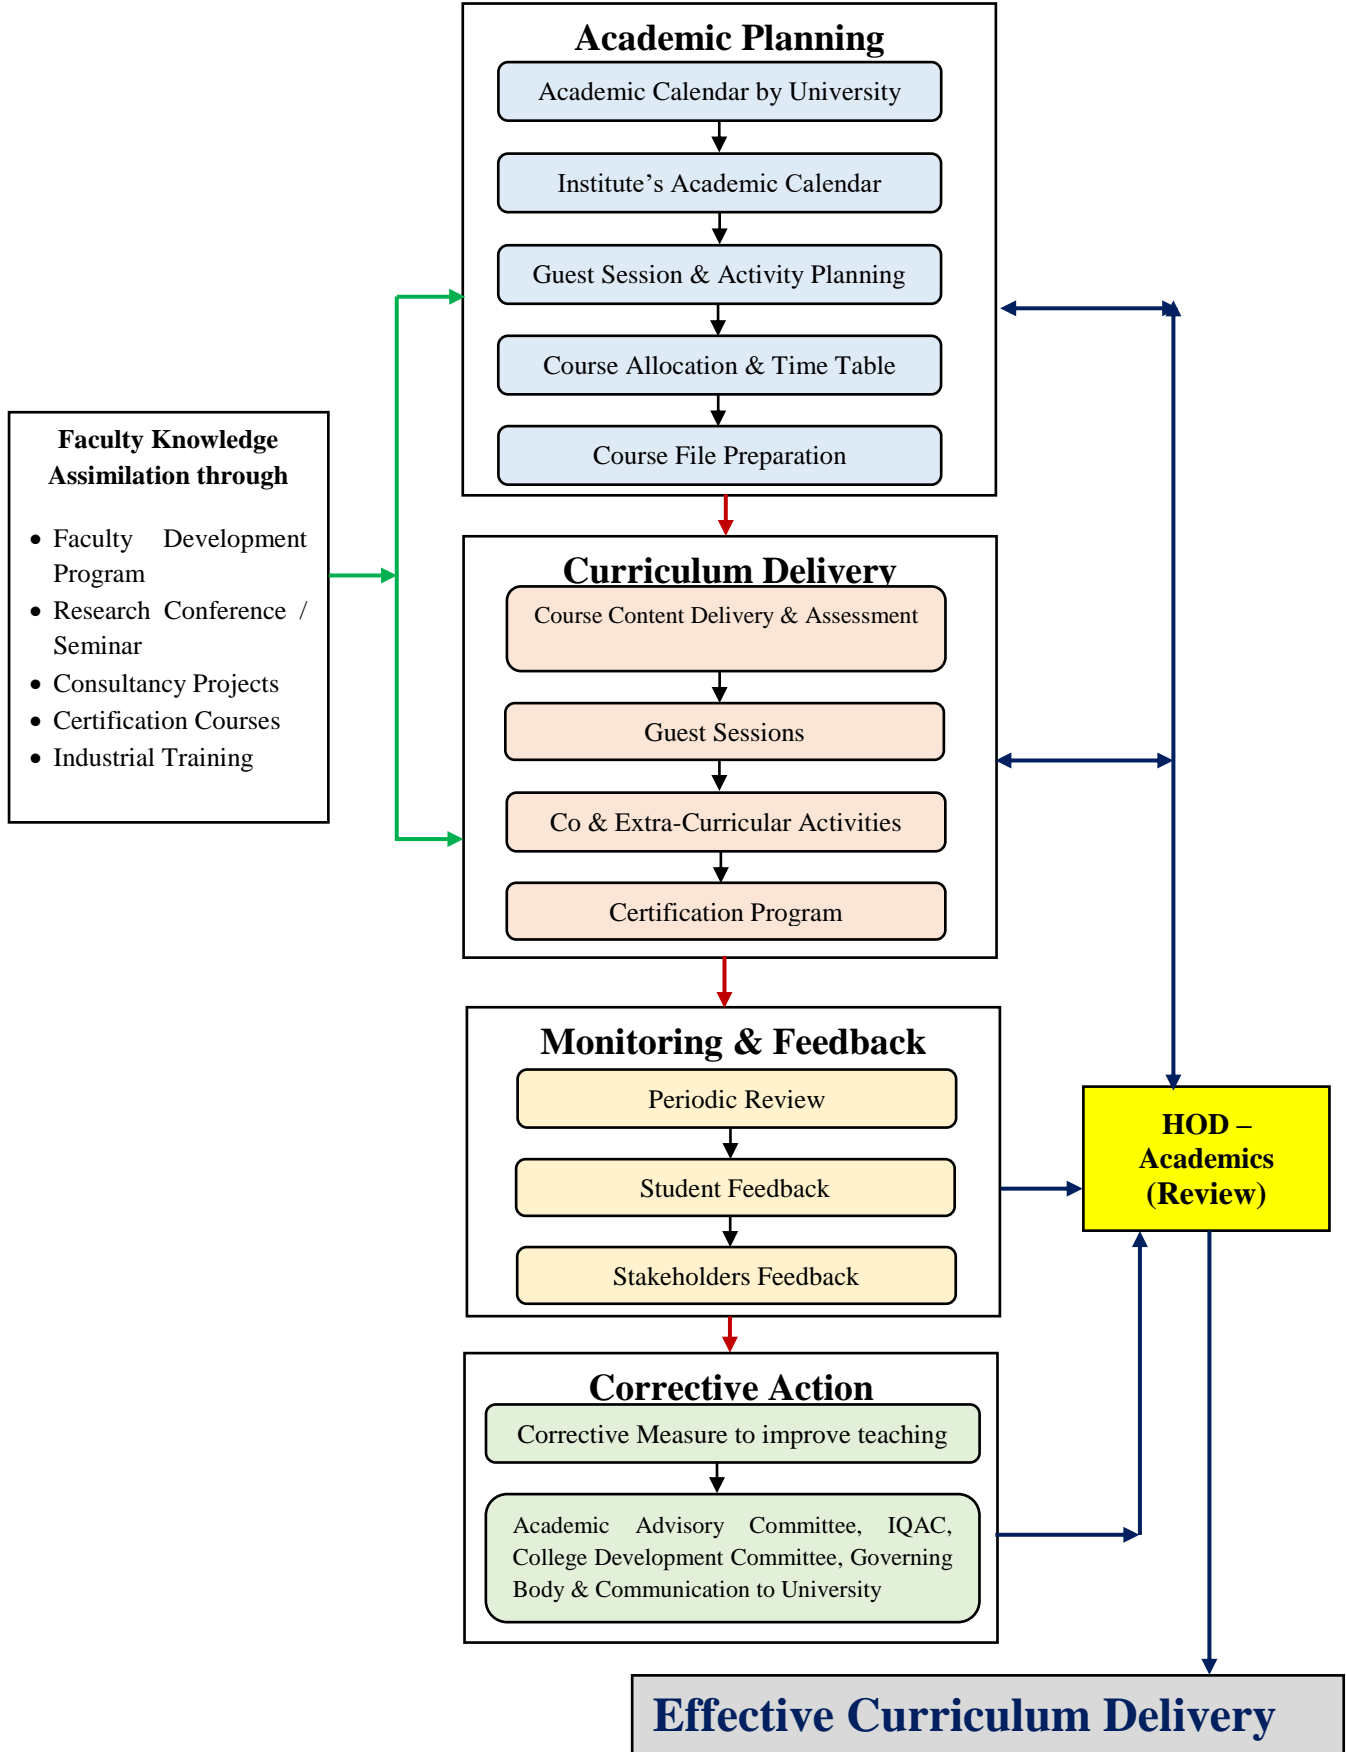 Academic Planning
Academic Calendar by University
Institute’s Academic Calendar
Guest Session & Activity Planning
Course Allocation & Time Table
Course File Preparation
Faculty Knowledge
Assimilation through
• Faculty Development
Program
• Research Conference /
Seminar
• Consultancy Projects
• Certification Courses
• Industrial Training
Curriculum Delivery
Course Content Delivery & Assessment
Guest Sessions
Co & Extra-Curricular Activities
Certification Program
Monitoring & Feedback
Periodic Review
Student Feedback
Stakeholders Feedback
HOD –
Academics
(Review)
Corrective Action
Corrective Measure to improve teaching
Academic Advisory Committee, IQAC,
College Development Committee, Governing
Body & Communication to University
Effective Curriculum Delivery